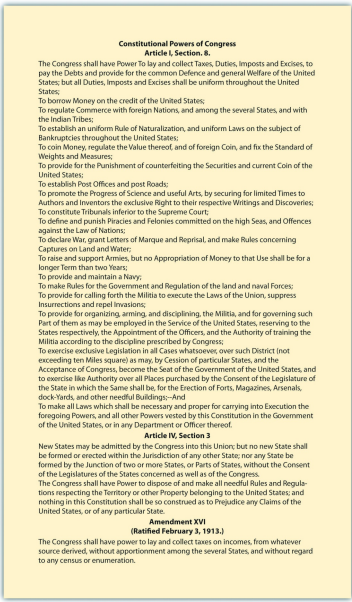 Constitutional Powers of Congress
Article I, Section. 8.
The Congress shall have Power To lay and collect Taxes, Duties, Imposts and Excises, to
pay the Debts and provide for the common Defence and general Welfare of the United
States; but all Duties, Imposts and Excises shall be uniform throughout the United
States;
To borrow Money on the credit of the United States;
To regulate Commerce with foreign Nations, and among the several States, and with
the Indian Tribes;
To establish an uniform Rule of Naturalization, and uniform Laws on the subject of
Bankruptcies throughout the United States;
To coin Money, regulate the Value thereof, and of foreign Coin, and fix the Standard of
Weights and Measures;
To provide for the Punishment of counterfeiting the Securities and current Coin of the
United States;
To establish Post Offices and post Roads;
To promote the Progress of Science and useful Arts, by securing for limited Times to
Authors and Inventors the exclusive Right to their respective Writings and Discoveries;
To constitute Tribunals inferior to the Supreme Court;
To define and punish Piracies and Felonies committed on the high Seas, and Offences
against the Law of Nations;
To declare War, grant Letters of Marque and Reprisal, and make Rules concerning
Captures on Land and Water;
To raise and support Armies, but no Appropriation of Money to that Use shall be for a
longer Term than two Years;
To provide and maintain a Navy;
To make Rules for the Government and Regulation of the land and naval Forces;
To provide for calling forth the Militia to execute the Laws of the Union, suppress
Insurrections and repel Invasions;
To provide for organizing, arming, and disciplining, the Militia, and for governing such
Part of them as may be employed in the Service of the United States, reserving to the
States respectively, the Appointment of the Officers, and the Authority of training the
Militia according to the discipline prescribed by Congress;
To exercise exclusive Legislation in all Cases whatsoever, over such District (not
exceeding ten Miles square) as may, by Cession of particular States, and the
Acceptance of Congress, become the Seat of the Government of the United States, and
to exercise like Authority over all Places purchased by the Consent of the Legislature of
the State in which the Same shall be, for the Erection of Forts, Magazines, Arsenals,
dock-Yards, and other needful Buildings;--And
To make all Laws which shall be necessary and proper for carrying into Execution the
foregoing Powers, and all other Powers vested by this Constitution in the Government
of the United States, or in any Department or Officer thereof.
Article IV, Section 3
New States may be admitted by the Congress into this Union; but no new State shall
be formed or erected within the Jurisdiction of any other State; nor any State be
formed by the Junction of two or more States, or Parts of States, without the Consent
of the Legislatures of the States concerned as well as of the Congress.
The Congress shall have Power to dispose of and make all needful Rules and Regula-
tions respecting the Territory or other Property belonging to the United States; and
nothing in this Constitution shall be so construed as to Prejudice any Claims of the
United States, or of any particular State.
Amendment XVI
(Ratified February 3, 1913.)
The Congress shall have power to lay and collect taxes on incomes, from whatever
source derived, without apportionment among the several States, and without regard
to any census or enumeration.